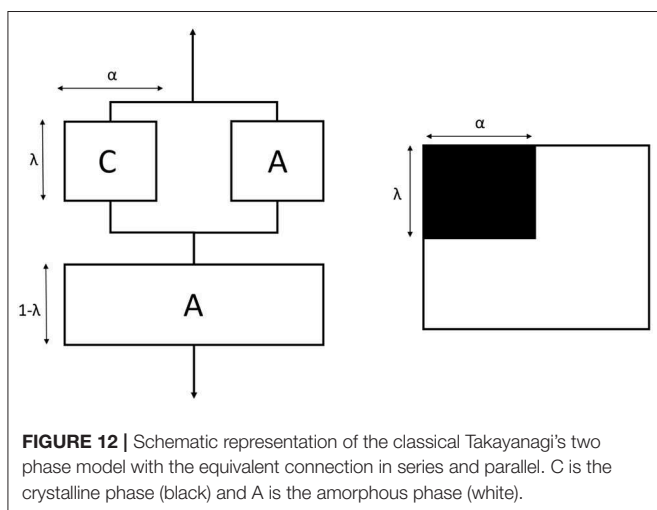 α
λ
C
A
1-λ
A
α
λ
FIGURE 12 | Schematic representation of the classical Takayanagi's two
phase model with the equivalent connection in series and parallel. C is the
crystalline phase (black) and A is the amorphous phase (white).